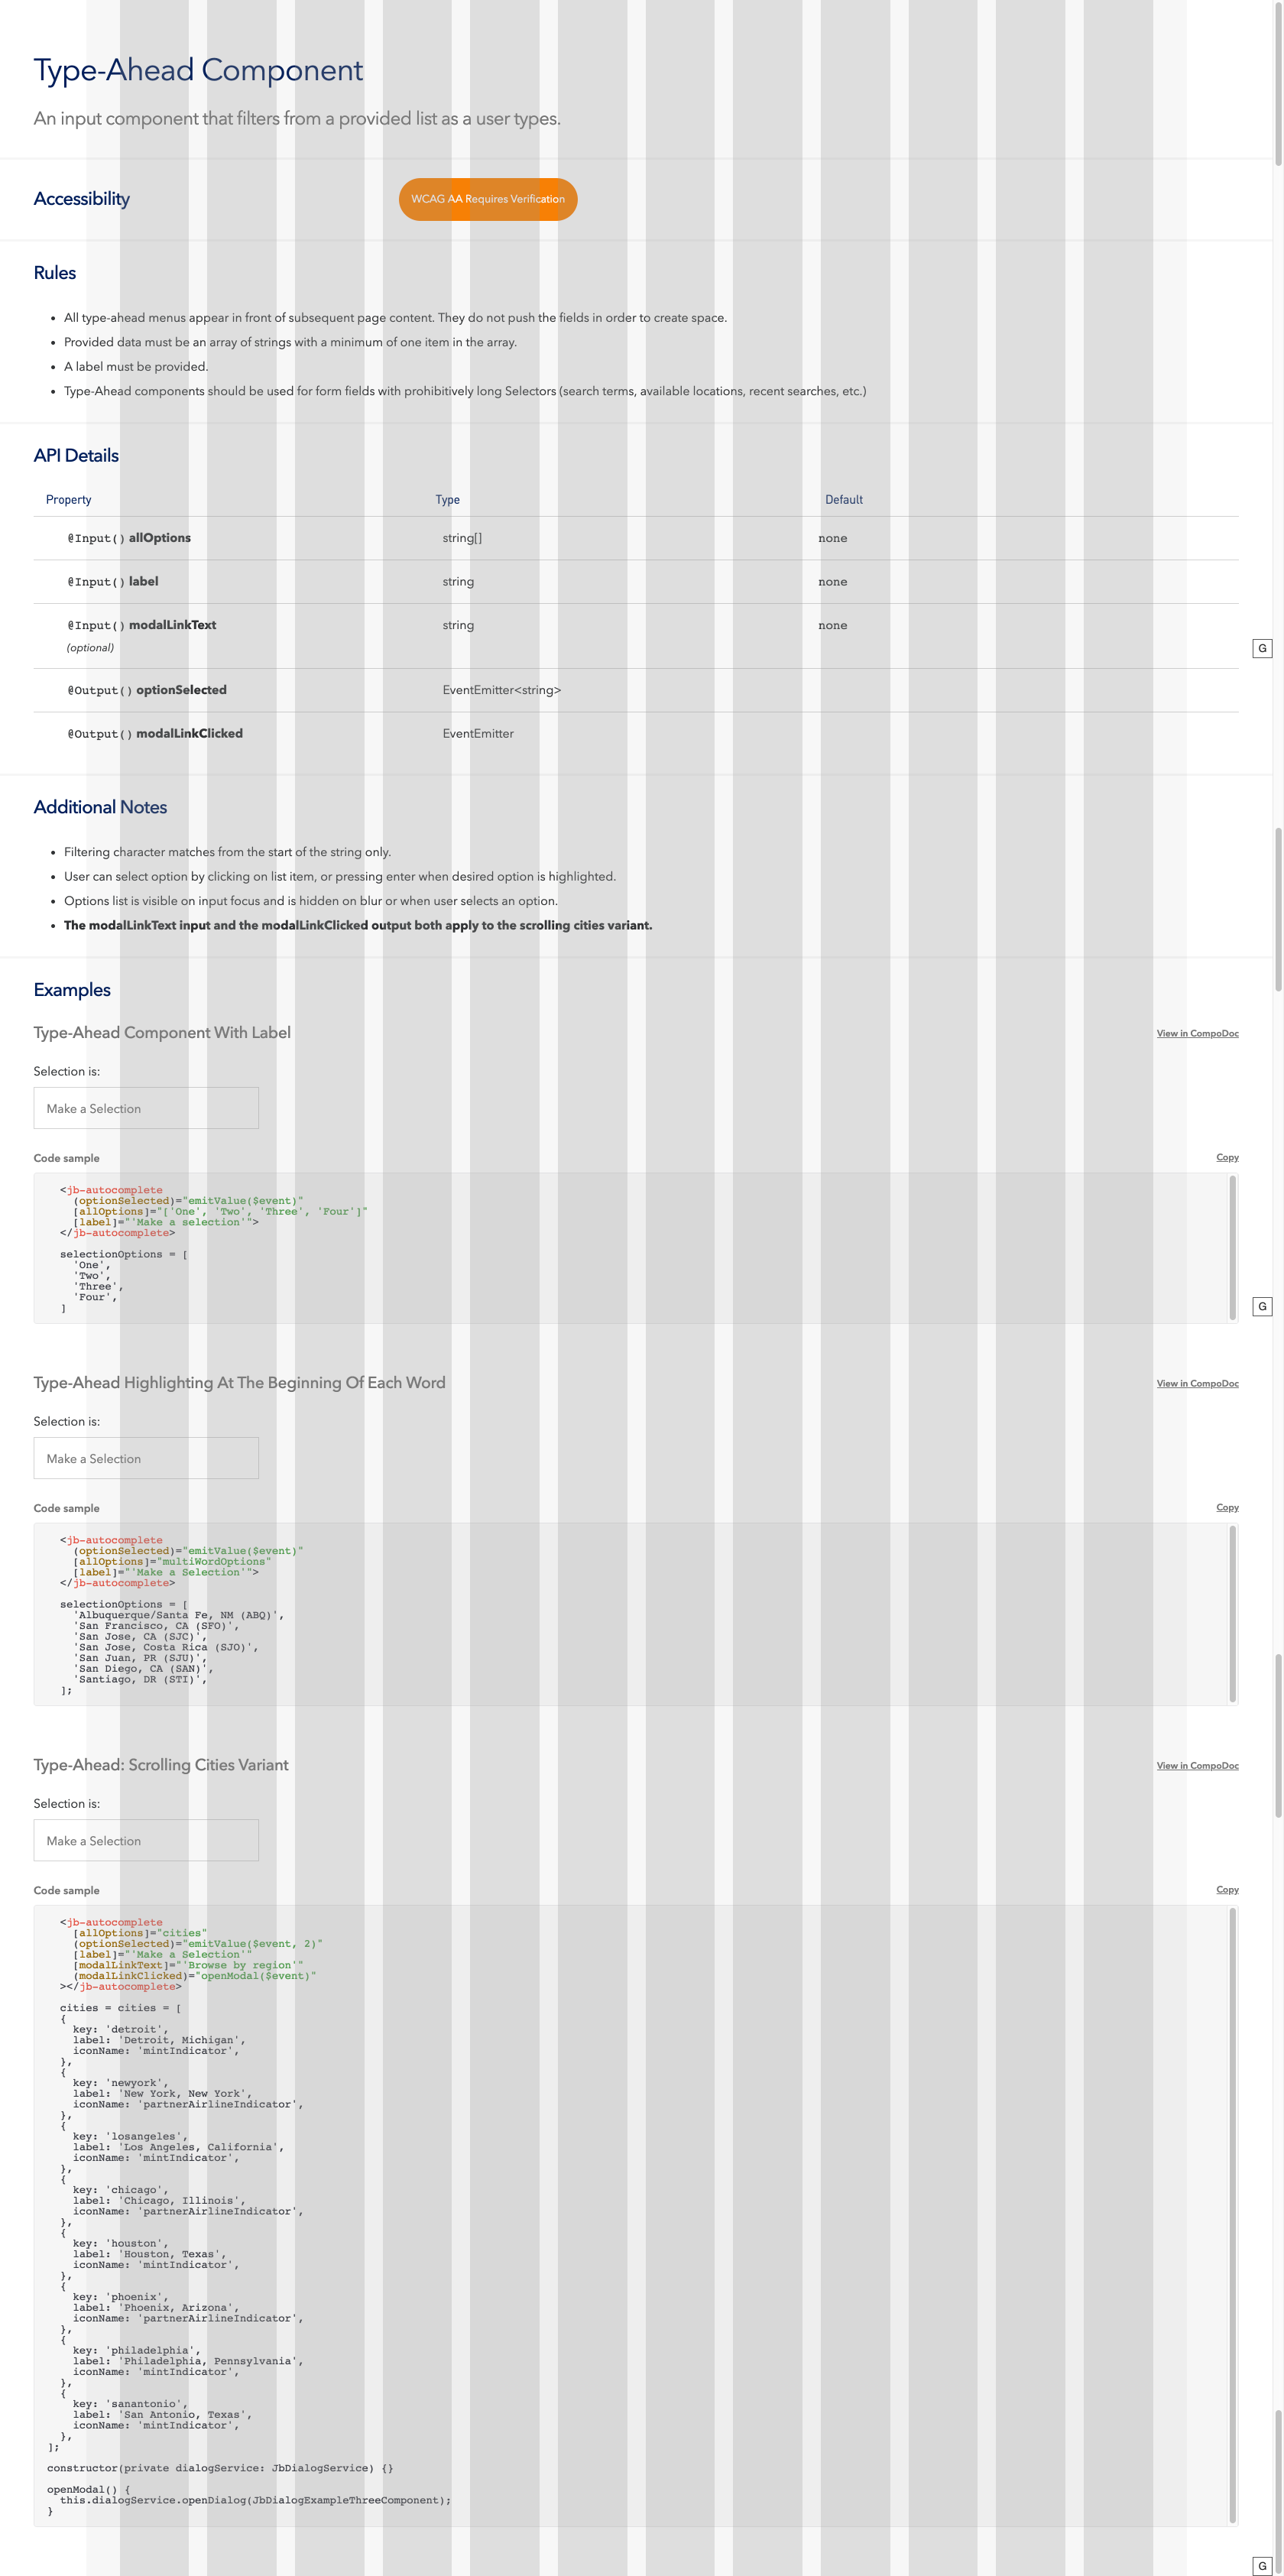 Type-Ahead Component
An input component that filters from a provided list as a user types.
Accessibility
WCAG AA Requires Verification
Rules
• All type-ahead menus appear in front of subsequent page content. They do not push the fields in order to create space.
• Provided data must be an array of strings with a minimum of one item in the array.
• A label must be provided.
• Type-Ahead components should be used for form fields with prohibitively long Selectors (search terms, available locations, recent searches, etc.)
API Details
Property Type Default
@Input() allOptions string[] none
@Input() label string none
@Input() modalLinkText string none
(optional)
G
@Output() optionSelected EventEmitter<string>
@Output() modalLinkClicked EventEmitter
Additional Notes
• Filtering character matches from the start of the string only.
• User can select option by clicking on list item, or pressing enter when desired option is highlighted.
• Options list is visible on input focus and is hidden on blur or when user selects an option.
• The modalLinkText input and the modalLinkClicked output both apply to the scrolling cities variant.
Examples
Type-Ahead Component With Label View in CompoDoc
Selection is:
Make a Selection
Code sample Copy
<jb-autocomplete
(optionSelected)="emitValue($event)"
[allOptions]="['One', 'Two', 'Three', 'Four']"
[label]="'Make a selection'">
</jb-autocomplete>
selectionOptions = [
'One',
'Two',
'Three',
'Four',
]
G
Type-Ahead Highlighting At The Beginning Of Each Word View in CompoDoc
Selection is:
Make a Selection
Code sample Copy
<jb-autocomplete
(optionSelected)="emitValue($event)"
[allOptions]="multiWordOptions"
[label]="'Make a Selection'">
</jb-autocomplete>
selectionOptions = [
'Albuquerque/Santa Fe, NM (ABQ)',
'San Francisco, CA (SFO)',
'San Jose, CA (SJC)',
'San Jose, Costa Rica (SJO)',
'San Juan, PR (SJU)',
'San Diego, CA (SAN)',
'Santiago, DR (STI)',
];
Type-Ahead: Scrolling Cities Variant View in CompoDoc
Selection is:
Make a Selection
Code sample Copy
<jb-autocomplete
[allOptions]="cities"
(optionSelected)="emitValue($event, 2)"
[label]="'Make a Selection'"
[modalLinkText]="'Browse by region'"
(modalLinkClicked)="openModal($event)"
></jb-autocomplete>
cities = cities = [
{
key: 'detroit',
label: 'Detroit, Michigan',
iconName: 'mintIndicator',
},
{
key: 'newyork',
label: 'New York, New York',
iconName: 'partnerAirlineIndicator',
},
{
key: 'losangeles',
label: 'Los Angeles, California',
iconName: 'mintIndicator',
},
{
key: 'chicago',
label: 'Chicago, Illinois',
iconName: 'partnerAirlineIndicator',
},
{
key: 'houston',
label: 'Houston, Texas',
iconName: 'mintIndicator',
},
{
key: 'phoenix',
label: 'Phoenix, Arizona',
iconName: 'partnerAirlineIndicator',
},
{
key: 'philadelphia',
label: 'Philadelphia, Pennsylvania',
iconName: 'mintIndicator',
},
{
key: 'sanantonio',
label: 'San Antonio, Texas',
iconName: 'mintIndicator',
},
];
constructor(private dialogService: JbDialogService) {}
openModal() {
this.dialogService.openDialog(JbDialogExampleThreeComponent);
}
G